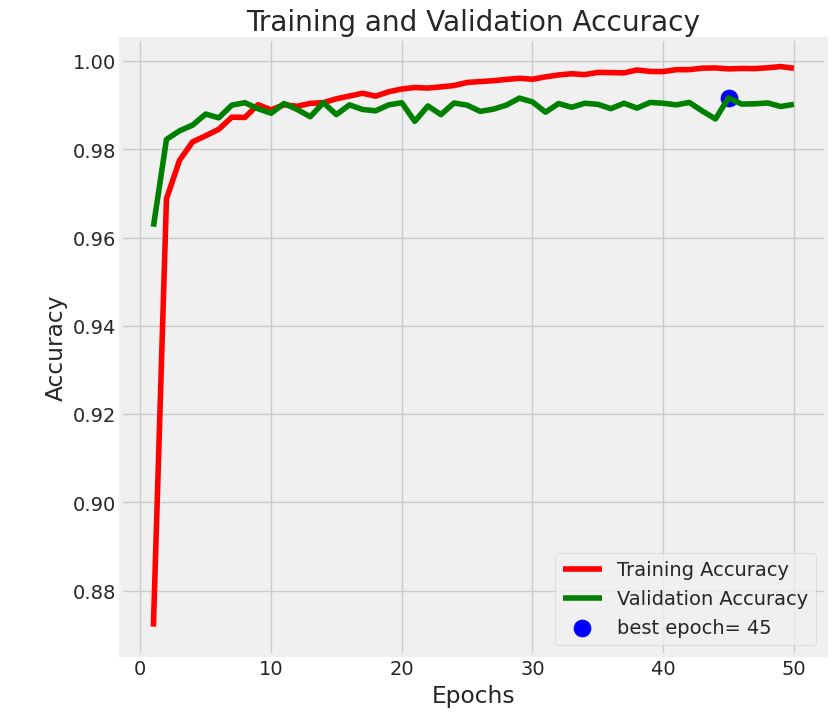 Training and Validation Accuracy
1.00
0.98
0.96
0.94
0.92
0.90
0.88
Accuracy
Training Accuracy
Validation Accuracy
best epoch= 45
0 10 20 30 40 50
Epochs